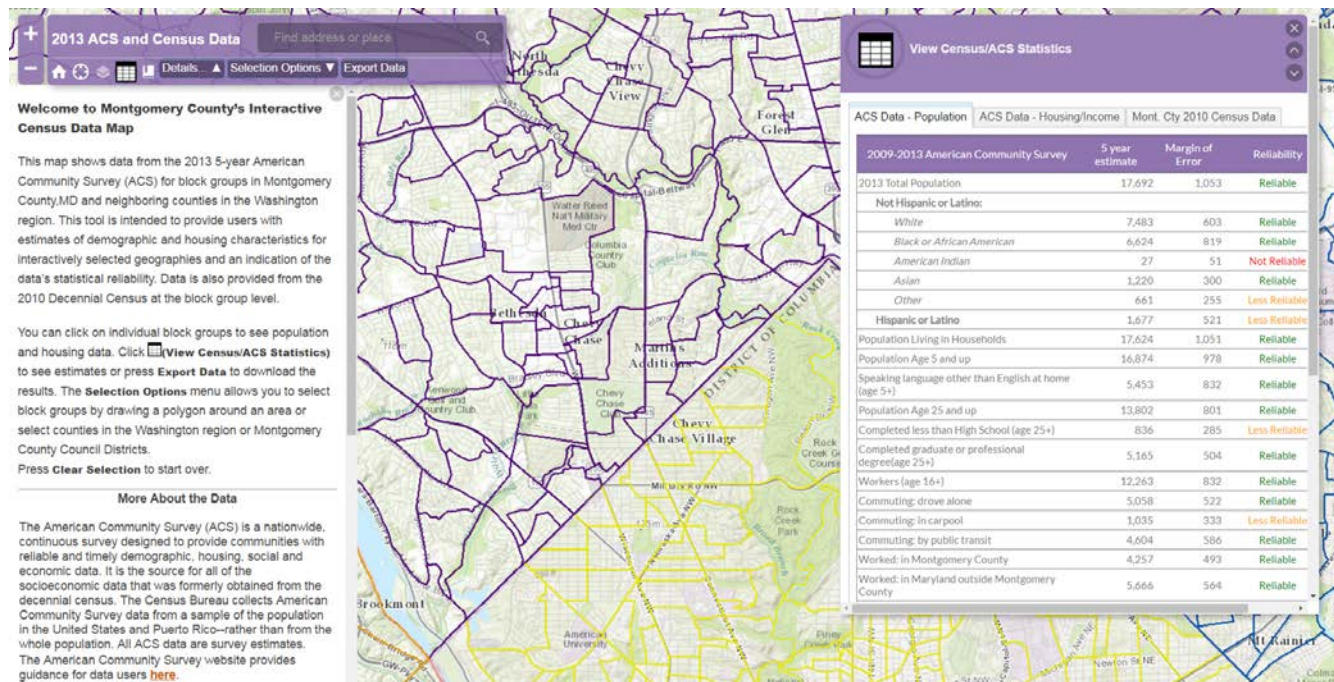 2013 ACS and Census Data
Find address or place
Details... ▲ Selection Options ▼ Export Data
Welcome to Montgomery County's Interactive
Census Data Map
This map shows data from the 2013 5-year American
Community Survey (ACS) for block groups in Montgomery
County,MD and neighboring counties in the Washington
region. This tool is intended to provide users with
estimates of demographic and housing characteristics for
interactively selected geographies and an indication of the
data's statistical reliability. Data is also provided from the
2010 Decennial Census at the block group level.
You can click on individual block groups to see population
and housing data. Click (View Census/ACS Statistics)
to see estimates or press Export Data to download the
results. The Selection Options menu allows you to select
block groups by drawing a polygon around an area or
select counties in the Washington region or Montgomery
County Council Districts.
Press Clear Selection to start over.
More About the Data
The American Community Survey (ACS) is a nationwide,
continuous survey designed to provide communities with
reliable and timely demographic, housing, social and
economic data. It is the source for all of the
socioeconomic data that was formerly obtained from the
decennial census. The Census Bureau collects American
Community Survey data from a sample of the population
in the United States and Puerto Rico--rather than from the
whole population. All ACS data are survey estimates.
The American Community Survey website provides
guidance for data users here.
North
Bethesda
Chevy
Chase
View
Forest
Glen
Walter Reed
Nat'l Military
Med Ctr
Columbia
Country
Club
Bethesda
Chevy
Chase
Martin's
Additions
DISTRICT OF COLUMBIA
Country Club
Chevy
Chase
Club
Chevy
Chase Village
Rock
Creek
Course
Rock
Creek
Park
Brookmont
American
University
Piney
Newton St NE
Mt Rainier
View Census/ACS Statistics
ACS Data - Population ACS Data - Housing/Income Mont. Cty 2010 Census Data
2009-2013 American Community Survey 5 year estimate Margin of Error Reliability
2013 Total Population 17,692 1,053 Reliable
Not Hispanic or Latino:
White 7,483 603 Reliable
Black or African American 6,624 819 Reliable
American Indian 27 51 Not Reliable
Asian 1,220 300 Reliable
Other 661 255 Less Reliable
Hispanic or Latino 1,677 521 Less Reliable
Population Living in Households 17,624 1,051 Reliable
Population Age 5 and up 16,874 978 Reliable
Speaking language other than English at home
(age 5+) 5,453 832 Reliable
Population Age 25 and up 13,802 801 Reliable
Completed less than High School (age 25+) 836 285 Less Reliable
Completed graduate or professional
degree(age 25+) 5,165 504 Reliable
Workers (age 16+) 12,263 832 Reliable
Commuting: drove alone 5,058 522 Reliable
Commuting: in carpool 1,035 333 Less Reliable
Commuting: by public transit 4,604 586 Reliable
Worked: in Montgomery County 4,257 493 Reliable
Worked: in Maryland outside Montgomery
County 5,666 564 Reliable